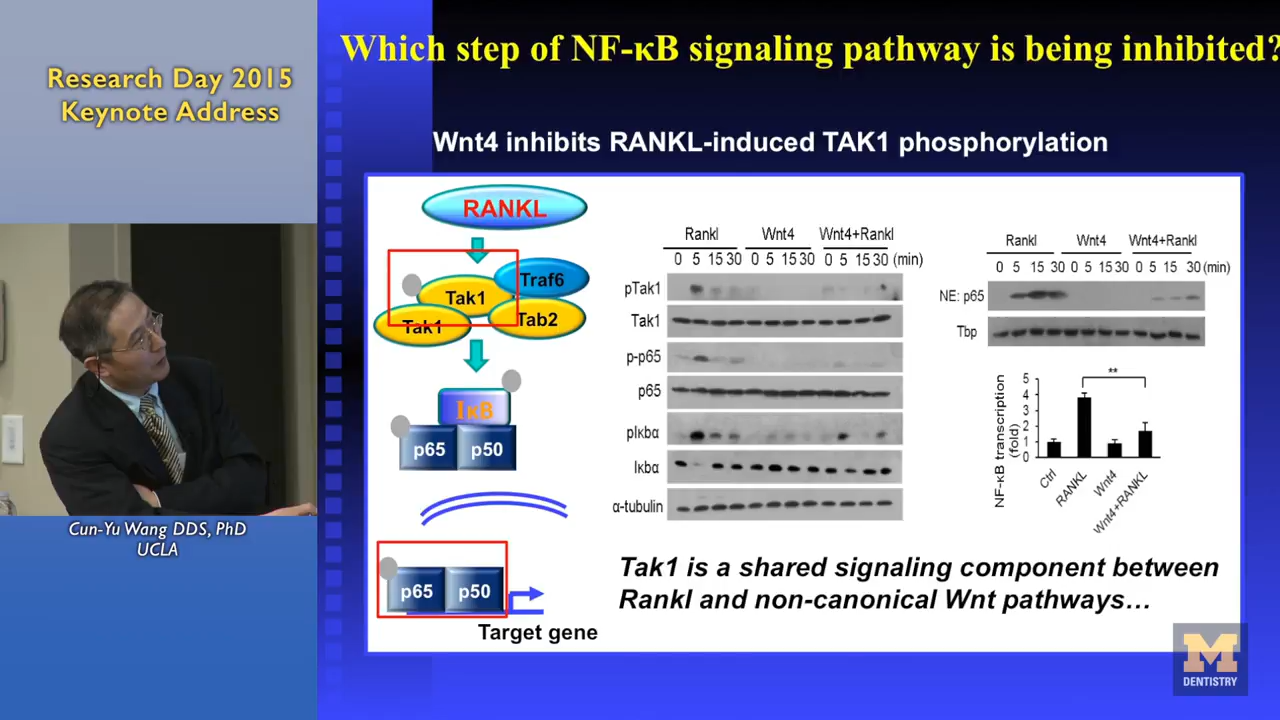 Research Day 2015
Keynote Address
Cun-Yu Wang DDS, PhD
UCLA
Which step of NF-κB signaling pathway is being inhibited?
Wnt4 inhibits RANKL-induced TAK1 phosphorylation
RANKL
Traf6
Tak1
Tak1
Tab2
IκB
p65 p50
p65 p50
Target gene
Rankl Wnt4 Wnt4+Rankl
0 5 15 30 0 5 15 30 0 5 15 30 (min)
pTak1
Tak1
p-p65
p65
pIkbα
Ikbα
α-tubulin
Rankl Wnt4 Wnt4+Rankl
0 5 15 30 0 5 15 30 0 5 15 30 (min)
NE: p65
Tbp
NF-κB transcription
(fold)
5
4
3
2
1
0
**
Ctrl
RANKL
Wnt4
Wnt4+RANKL
Tak1 is a shared signaling component between
Rankl and non-canonical Wnt pathways…
M
DENTISTRY